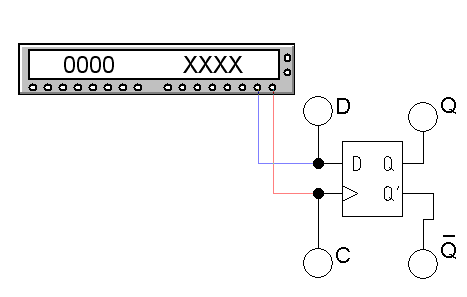 0000 XXXX
D Q
D Q
Q'
C Q̅